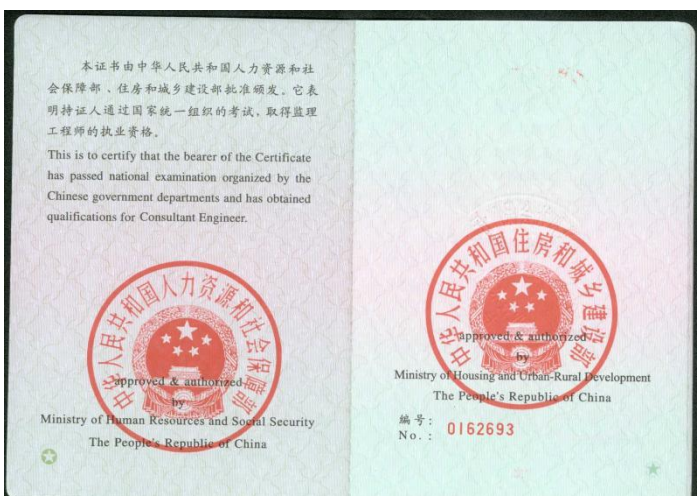 本证书由中华人民共和国人力资源和社
会保障部、住房和城乡建设部批准颁发。它表
明持证人通过国家统一组织的考试,取得监理
工程师的执业资格。
This is to certify that the bearer of the Certificate
has passed national examination organized by the
Chinese government departments and has obtained
qualifications for Consultant Engineer.
中华人民共和国人力资源和社会保障部
approved & authorized
by
Ministry of Human Resources and Social Security
The People's Republic of China
中华人民共和国住房和城乡建设部
approved & authorized
by
Ministry of Housing and Urban-Rural Development
The People's Republic of China
编号:
No. : 0162693